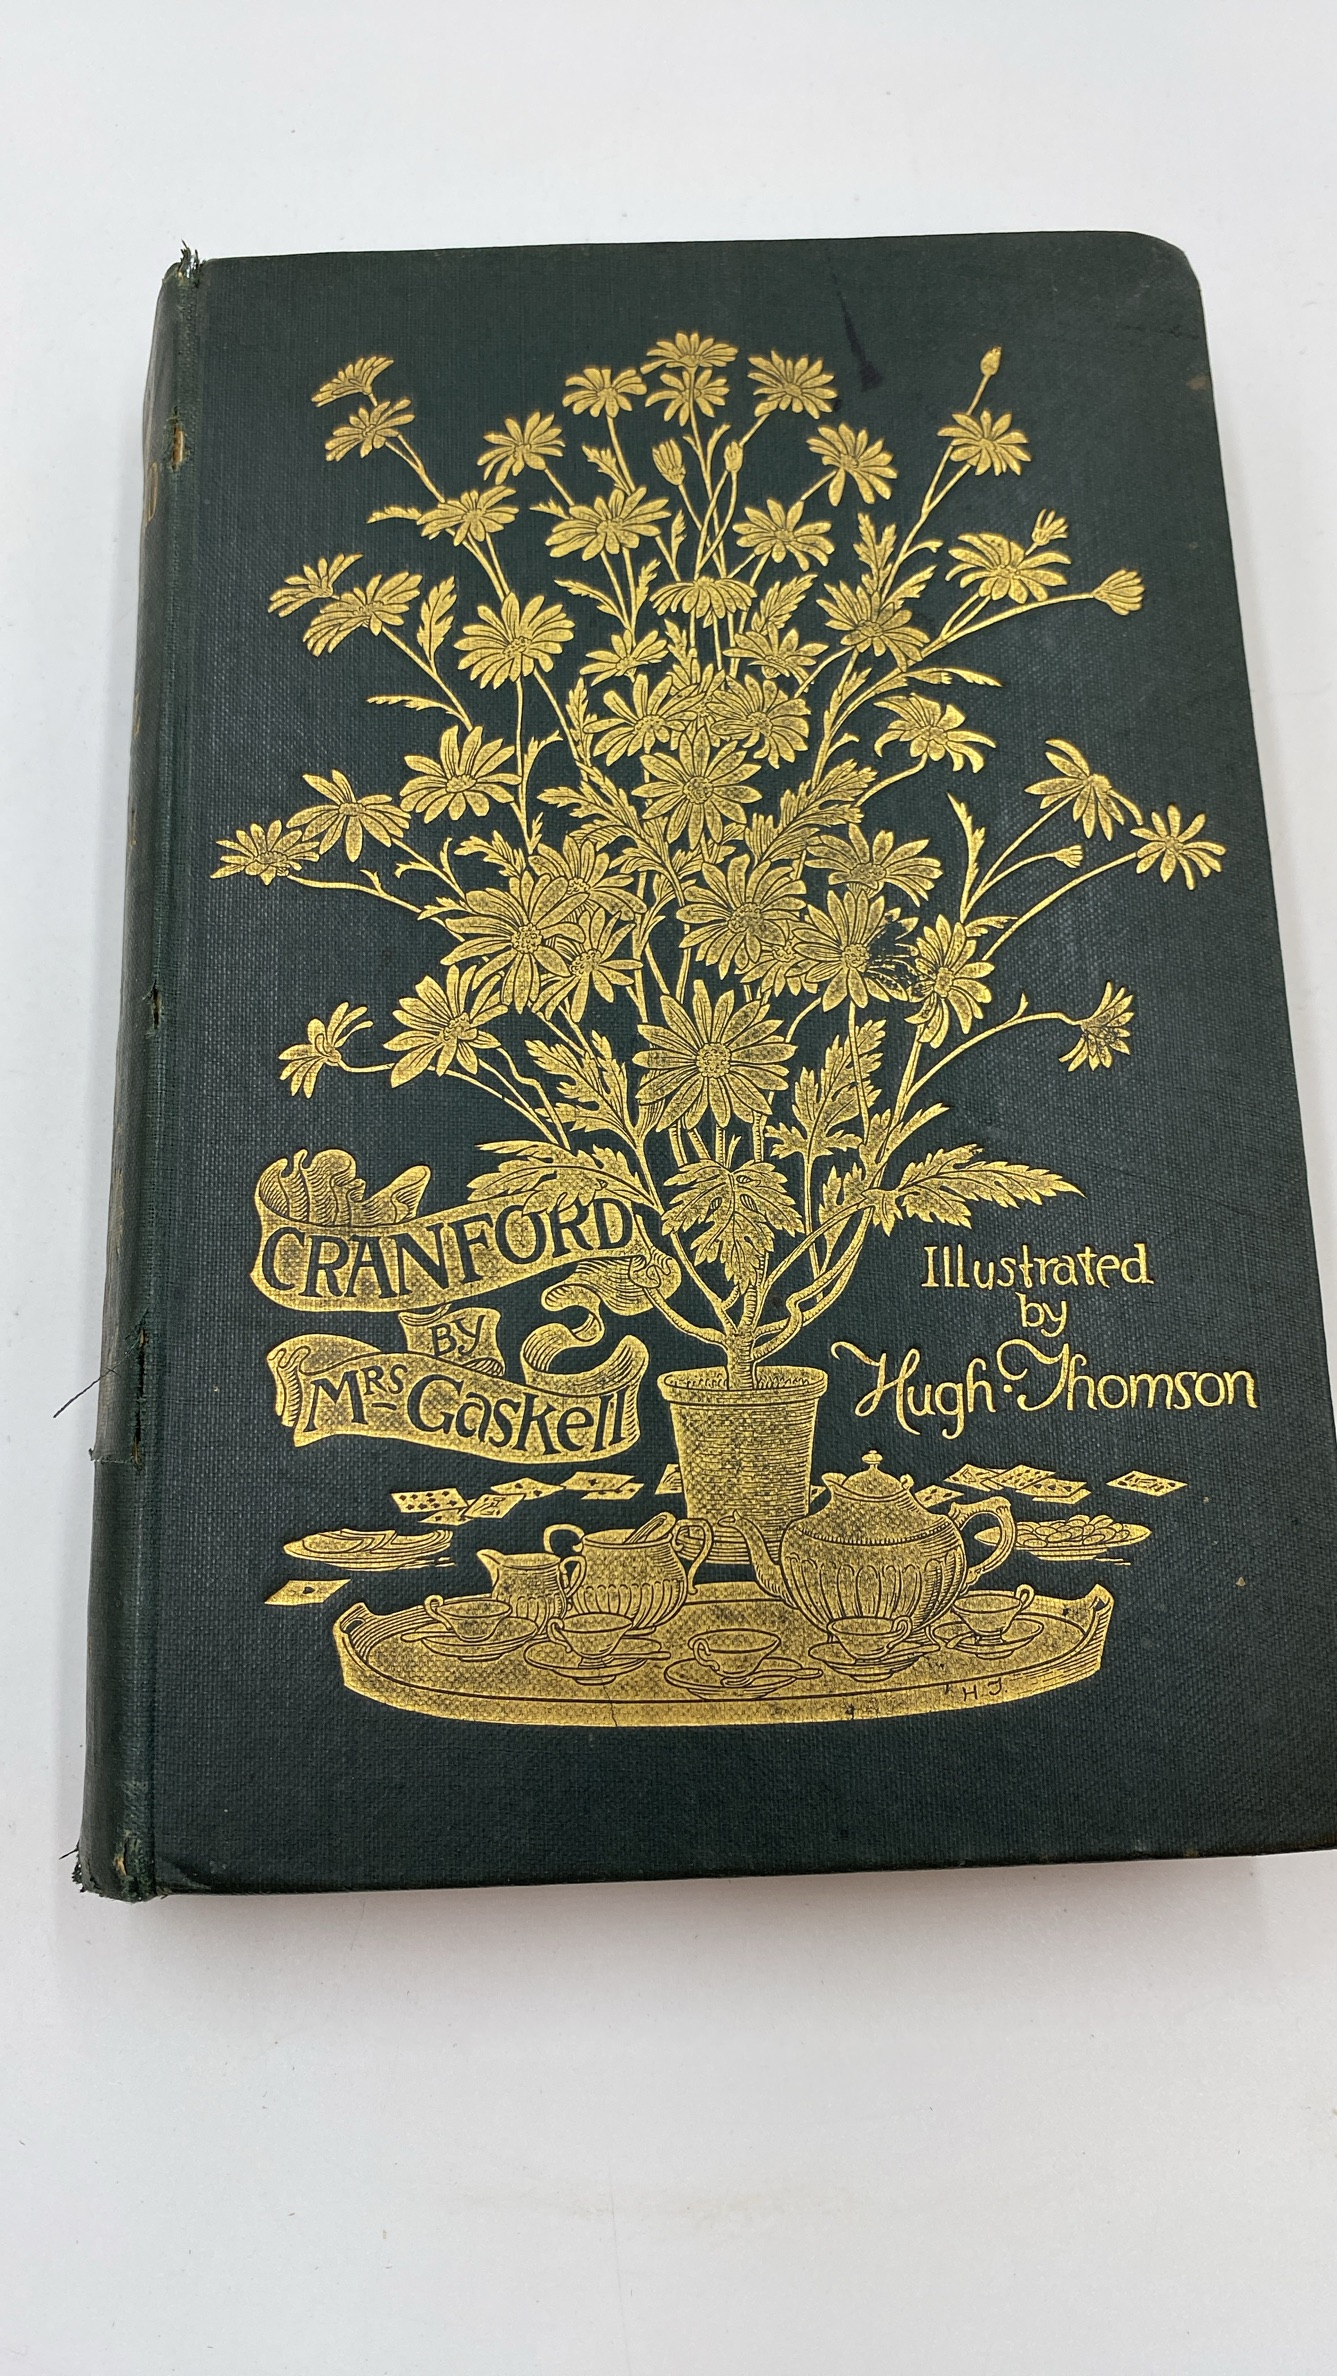 CRANFORD
BY
MRS Gaskell
Illustrated
by
Hugh·Thomson
H.T.